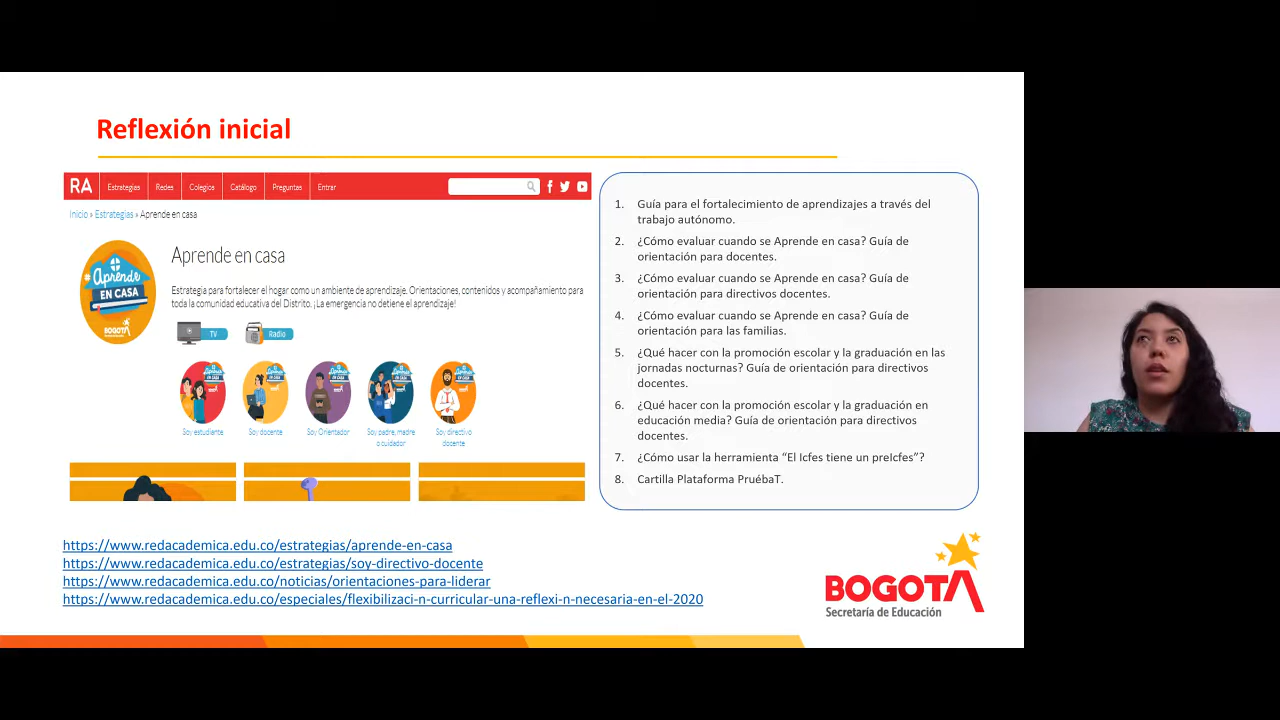 Reflexión inicial
RA
Estrategias
Redes
Colegios
Catálogo
Preguntas
Entrar
Inicio » Estrategias » Aprende en casa
#Aprende
EN CASA
BOGOTÁ
Aprende en casa
Estrategia para fortalecer el hogar como un ambiente de aprendizaje. Orientaciones, contenidos y acompañamiento para
toda la comunidad educativa del Distrito. ¡La emergencia no detiene el aprendizaje!
TV
Radio
Soy estudiante
Soy docente
Soy Orientador
Soy padre, madre
o cuidador
Soy directivo
docente
1. Guía para el fortalecimiento de aprendizajes a través del
trabajo autónomo.
2. ¿Cómo evaluar cuando se Aprende en casa? Guía de
orientación para docentes.
3. ¿Cómo evaluar cuando se Aprende en casa? Guía de
orientación para directivos docentes.
4. ¿Cómo evaluar cuando se Aprende en casa? Guía de
orientación para las familias.
5. ¿Qué hacer con la promoción escolar y la graduación en las
jornadas nocturnas? Guía de orientación para directivos
docentes.
6. ¿Qué hacer con la promoción escolar y la graduación en
educación media? Guía de orientación para directivos
docentes.
7. ¿Cómo usar la herramienta “El Icfes tiene un preIcfes”?
8. Cartilla Plataforma PruébaT.
https://www.redacademica.edu.co/estrategias/aprende-en-casa
https://www.redacademica.edu.co/estrategias/soy-directivo-docente
https://www.redacademica.edu.co/noticias/orientaciones-para-liderar
https://www.redacademica.edu.co/especiales/flexibilizaci-n-curricular-una-reflexi-n-necesaria-en-el-2020
BOGOTÁ
Secretaría de Educación